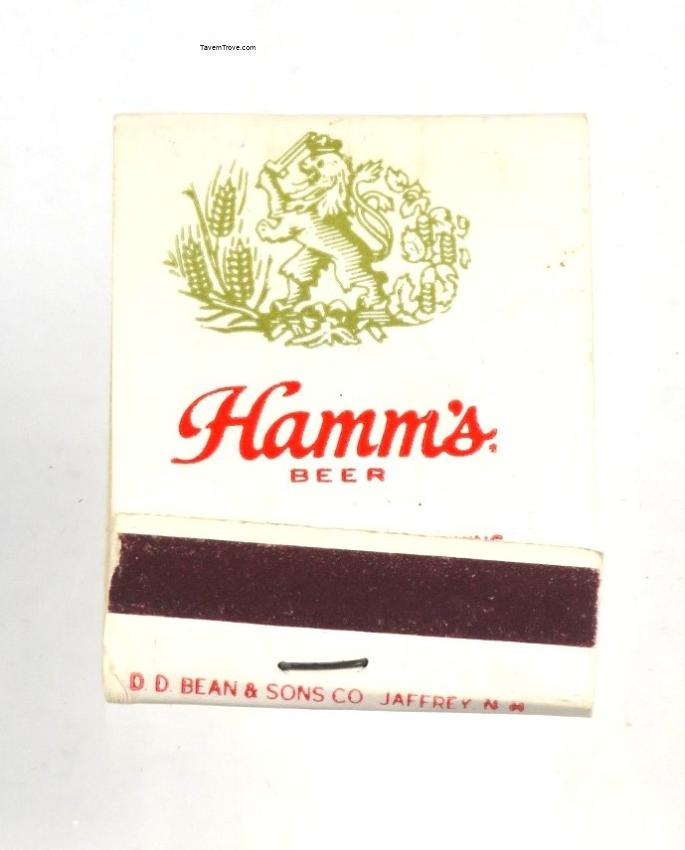 TavernTrove.com
Hamm's
BEER
D. D. BEAN & SONS CO JAFFREY N H